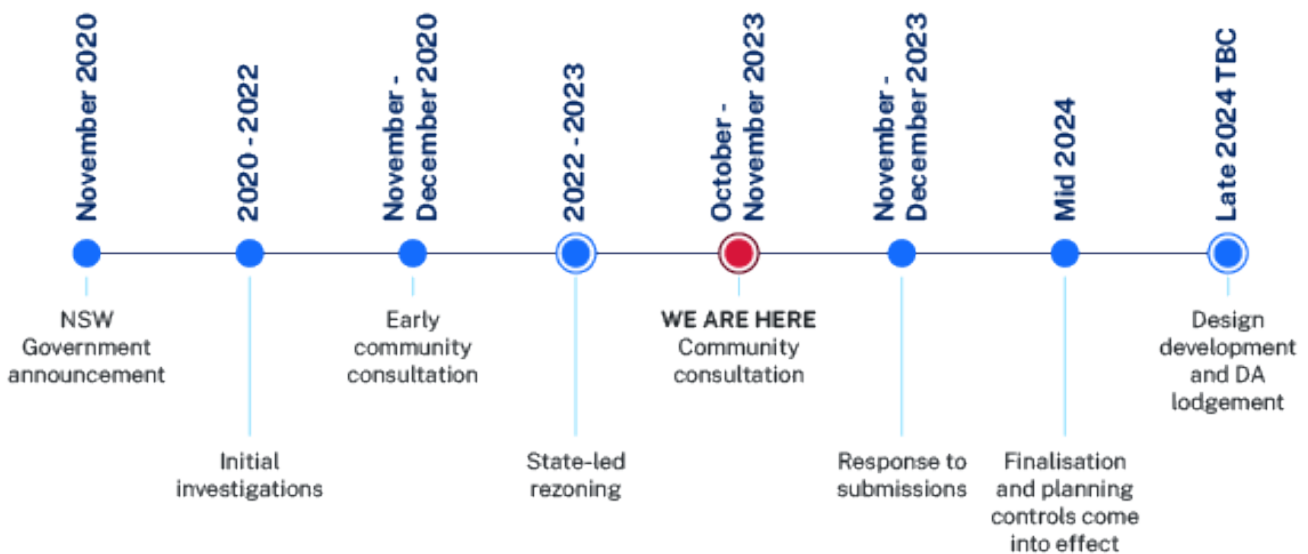 November 2020
2020 - 2022
November -
December 2020
2022 - 2023
October -
November 2023
November -
December 2023
Mid 2024
Late 2024 TBC
NSW
Government
announcement
Initial
investigations
Early
community
consultation
State-led
rezoning
WE ARE HERE
Community
consultation
Response to
submissions
Finalisation
and planning
controls come
into effect
Design
development
and DA
lodgement